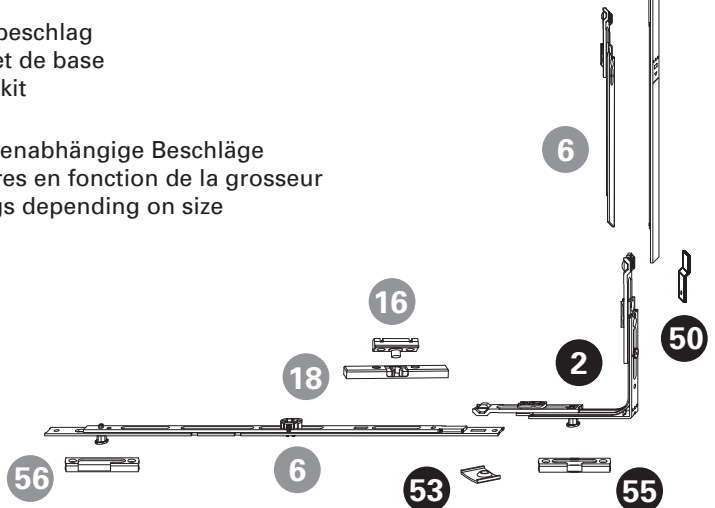 beschlag
et de base
kit
enabhängige Beschläge
res en fonction de la grosseur
gs depending on size
6
16
50
18
2
56
6
53
55